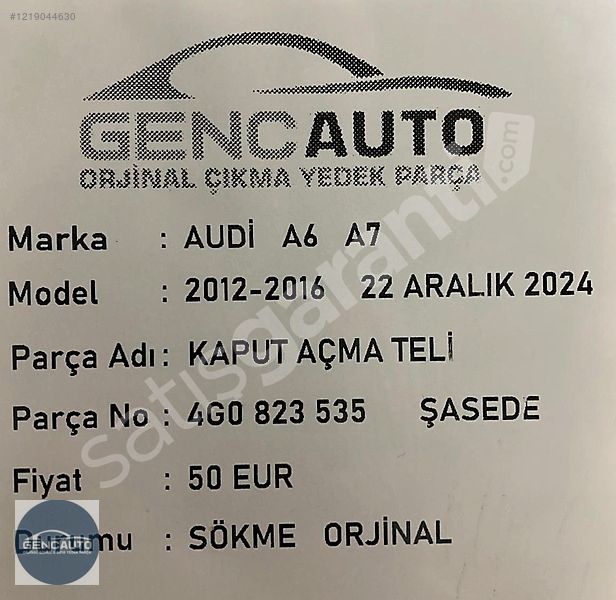 #1219044630
GENCAUTO
ORJİNAL ÇIKMA YEDEK PARÇA
satışgaranti.com
Marka : AUDİ A6 A7
Model : 2012-2016 22 ARALIK 2024
Parça Adı : KAPUT AÇMA TELİ
Parça No : 4G0 823 535 ŞASEDE
Fiyat : 50 EUR
Durumu : SÖKME ORJİNAL
GENCAUTO